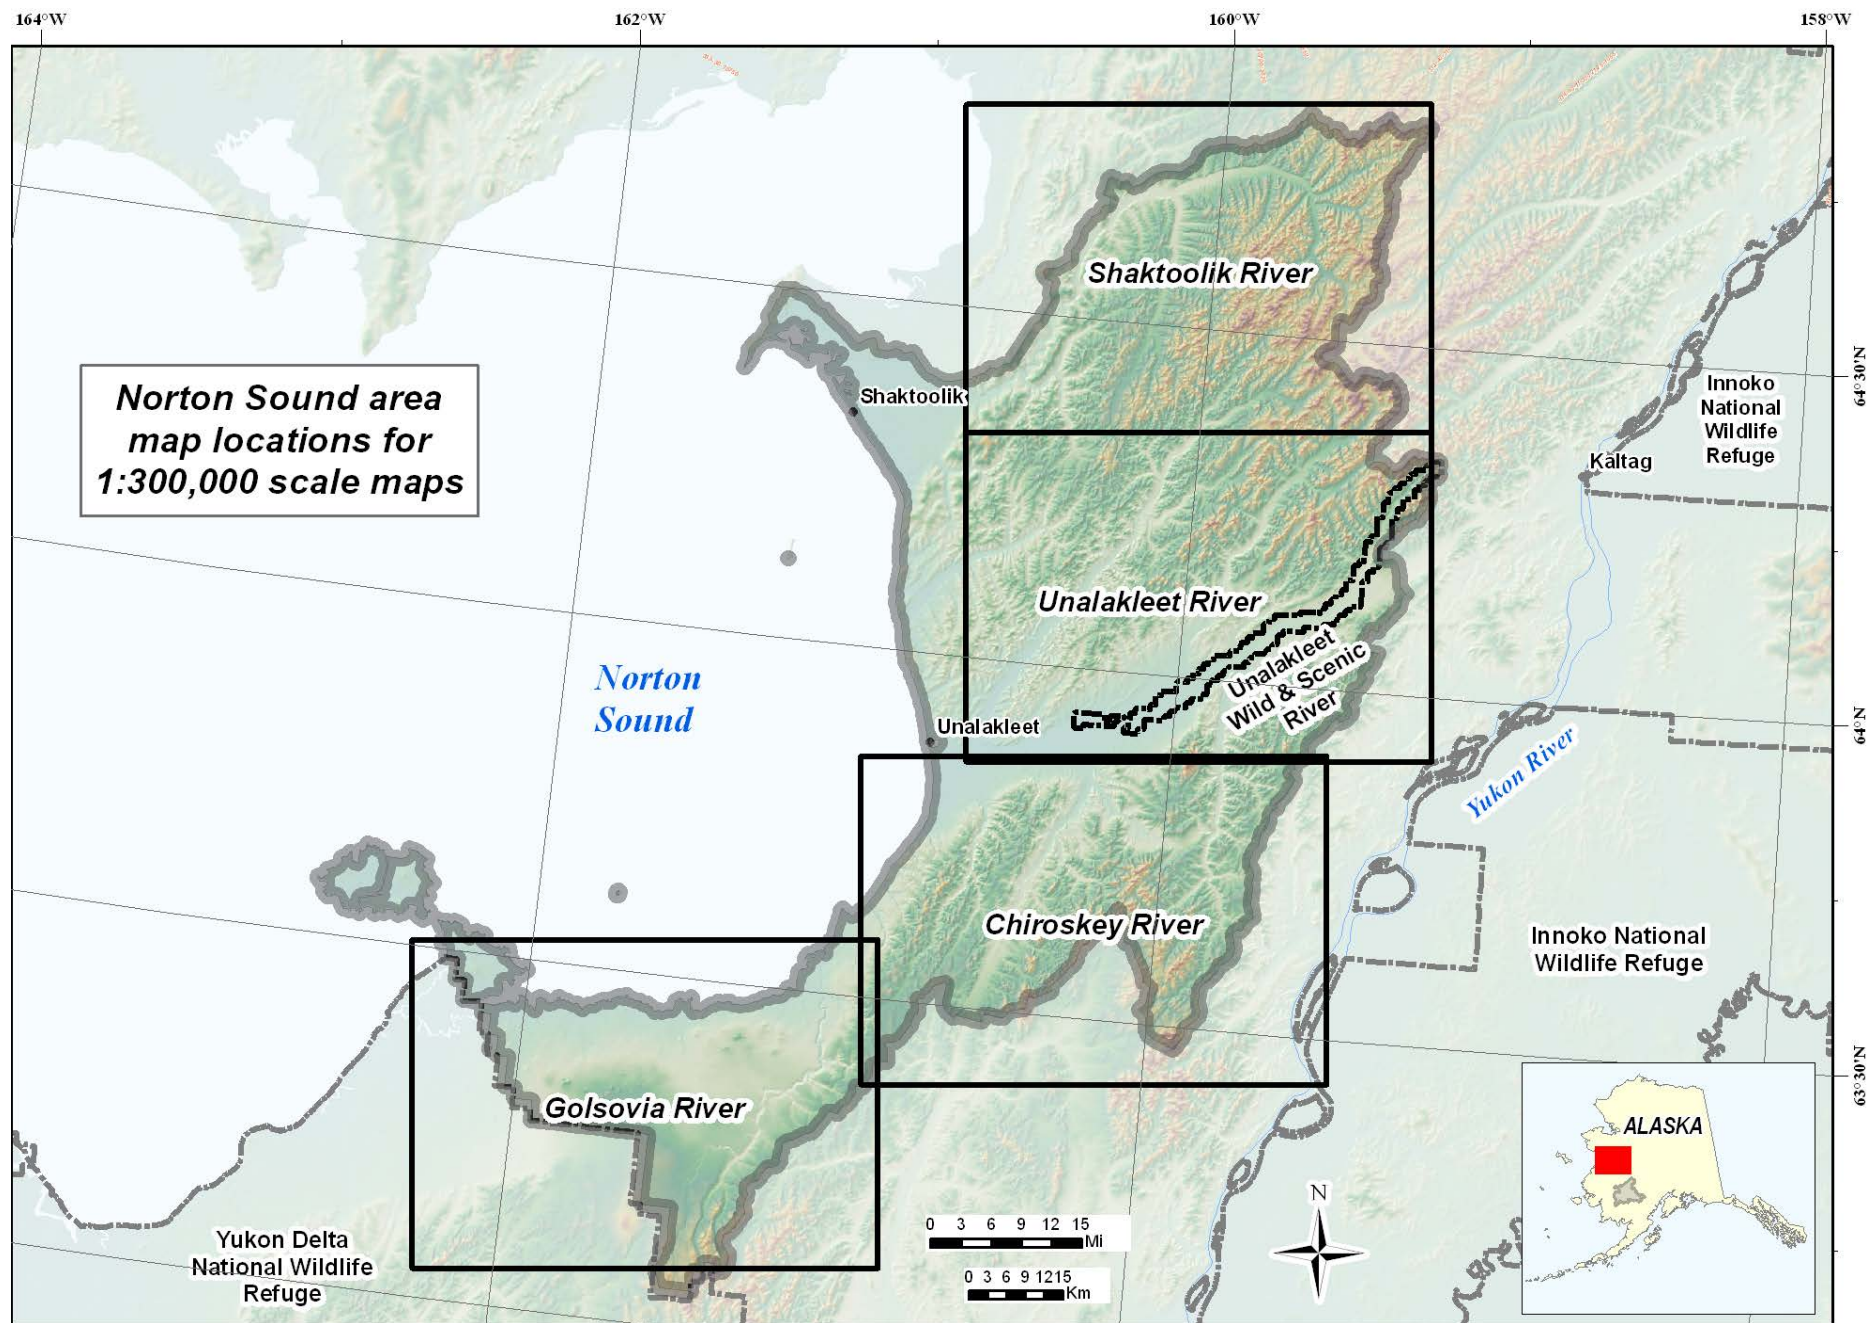 164°W
162°W
160°W
158°W
Shaktoolik River
Norton Sound area
map locations for
1:300,000 scale maps
Shaktoolik
64°30'N
Innoko
National
Wildlife
Refuge
Kaltag
Unalakleet River
Unalakleet
Wild & Scenic
River
Norton
Sound
Unalakleet
64°N
Yukon River
Chiroskey River
Innoko National
Wildlife Refuge
63°30'N
Golsovia River
ALASKA
Yukon Delta
National Wildlife
Refuge
N
0 3 6 9 12 15
Mi
0 3 6 9 12 15
Km